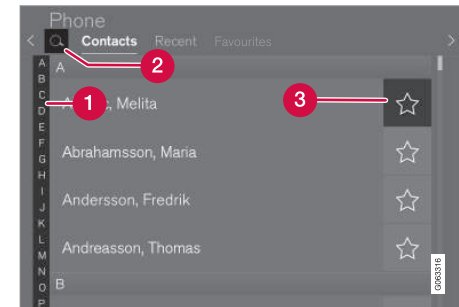 Phone
Contacts Recent Favourites
A
B
C
D
E
F
G
H
I
J
K
L
M
N
O
P
A
2
1
Melita
3
Abrahamsson, Maria
Andersson, Fredrik
Andreasson, Thomas
B
G063316